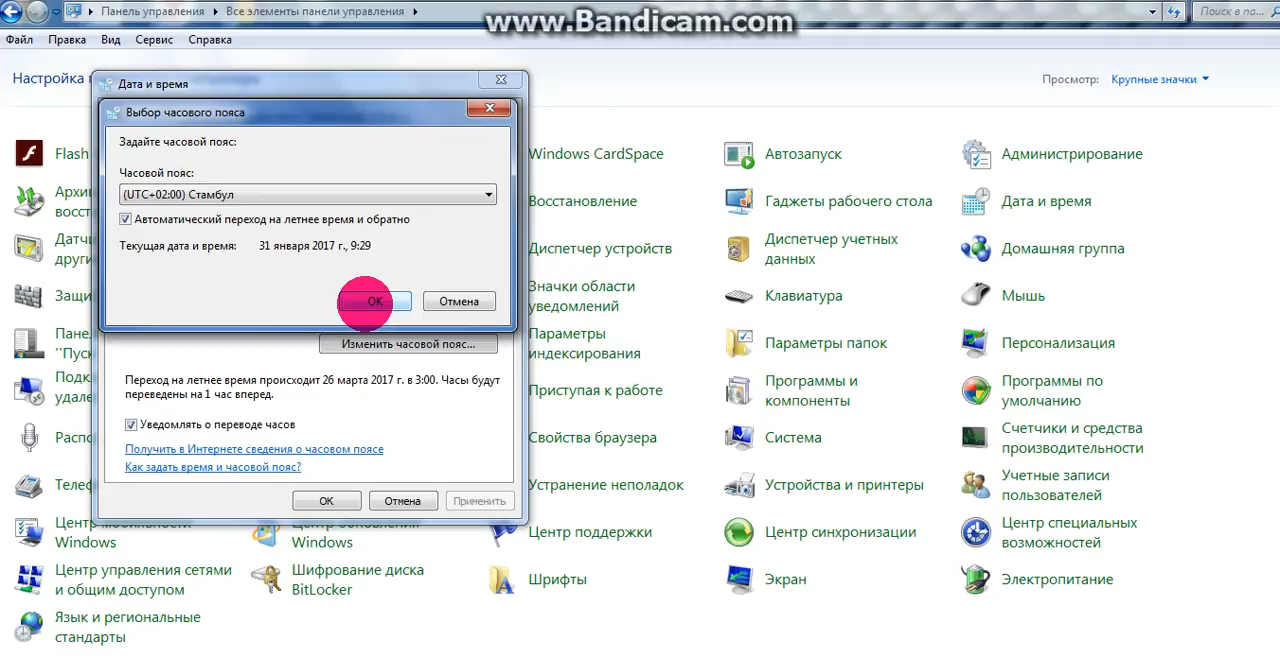 Панель управления
Все элементы панели управления
www.Bandicam.com
Поиск в па...
Файл
Правка
Вид
Сервис
Справка
Настройка
Просмотр:
Крупные значки
Дата и время
Выбор часового пояса
Задайте часовой пояс:
Часовой пояс:
(UTC+02:00) Стамбул
Автоматический переход на летнее время и обратно
Текущая дата и время:
31 января 2017 г., 9:29
OK
Отмена
Изменить часовой пояс...
Переход на летнее время происходит 26 марта 2017 г. в 3:00. Часы будут
переведены на 1 час вперед.
Уведомлять о переводе часов
Получить в Интернете сведения о часовом поясе
Как задать время и часовой пояс?
OK
Отмена
Применить
Flash
Windows CardSpace
Автозапуск
Администрирование
Архи
восст
Восстановление
Гаджеты рабочего стола
Дата и время
Датч
други
Диспетчер устройств
Диспетчер учетных
данных
Домашняя группа
Защи
Значки области
уведомлений
Клавиатура
Мышь
Пане
"Пуск
Параметры
индексирования
Параметры папок
Персонализация
Подк
удале
Приступая к работе
Программы и
компоненты
Программы по
умолчанию
Распо
Свойства браузера
Система
Счетчики и средства
производительности
Телеф
Устранение неполадок
Устройства и принтеры
Учетные записи
пользователей
Центр мобильности
Windows
Центр обновления
Windows
Центр поддержки
Центр синхронизации
Центр специальных
возможностей
Центр управления сетями
и общим доступом
Шифрование диска
BitLocker
Шрифты
Экран
Электропитание
Язык и региональные
стандарты